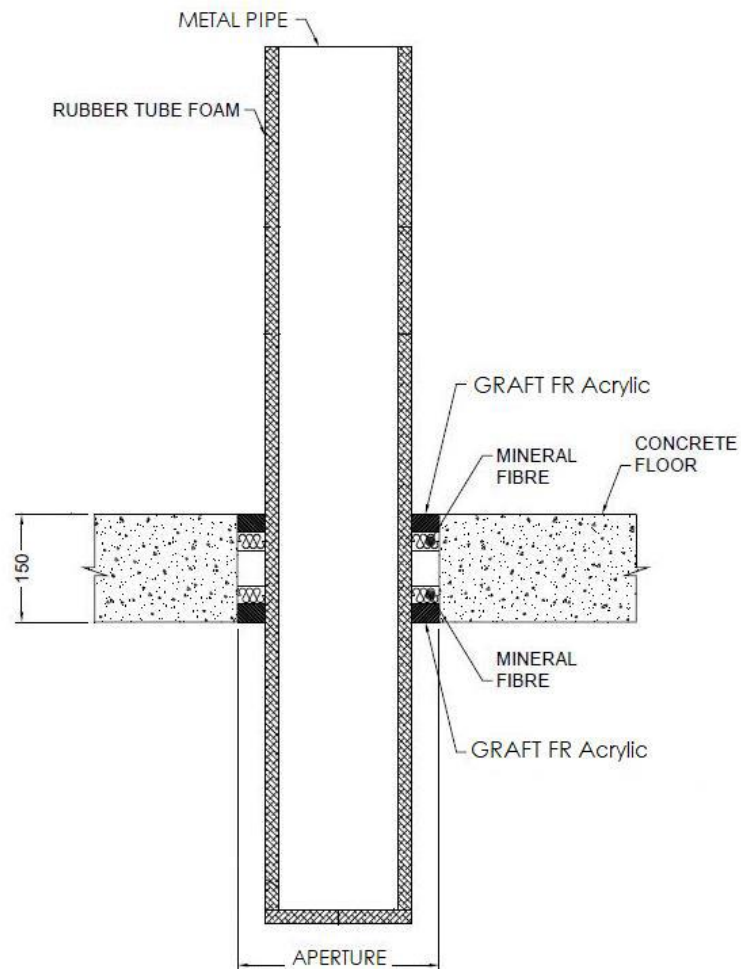 METAL PIPE
RUBBER TUBE FOAM
GRAFT FR Acrylic
CONCRETE
FLOOR
MINERAL
FIBRE
150
MINERAL
FIBRE
GRAFT FR Acrylic
APERTURE